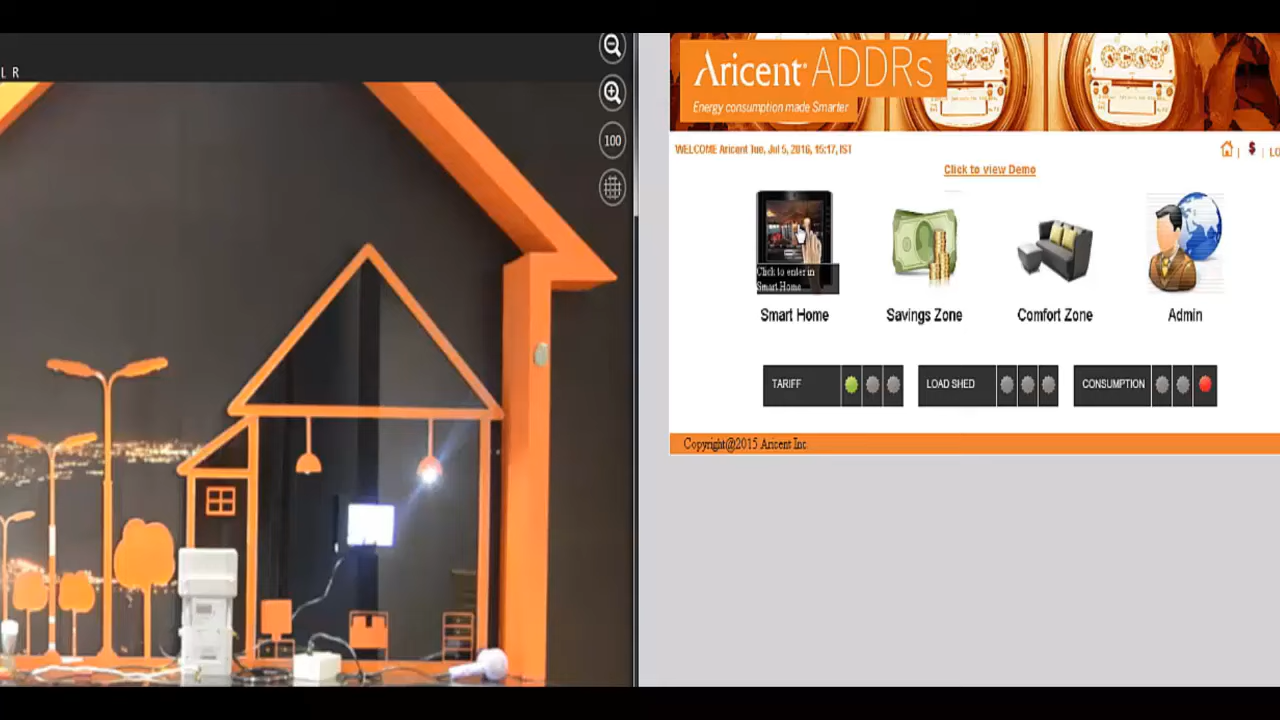 L R
100
Aricent ADDRs
Energy consumption made Smarter
WELCOME Aricent Tue, Jul 5, 2016, 15:17, IST
LO
Click to view Demo
Click to enter in
Smart Home
Smart Home
Savings Zone
Comfort Zone
Admin
TARIFF
LOAD SHED
CONSUMPTION
Copyright@2015 Aricent Inc.